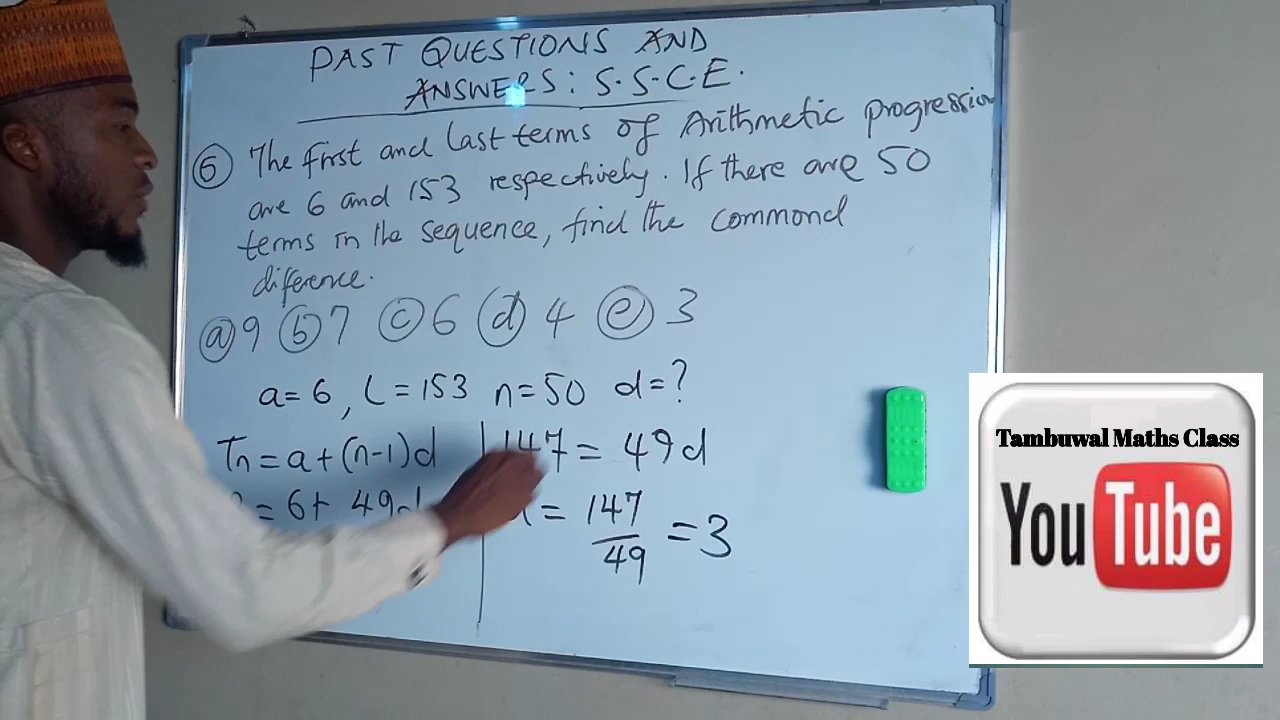 PAST QUESTIONS AND
ANSWERS: S.S.C.E.
⑥ The first and last terms of Arithmetic progression
are 6 and 153 respectively. If there are 50
terms in the sequence, find the commond
diference.
ⓐ 9 ⓑ 7 ⓒ 6 ⓓ 4 ⓔ 3
a = 6, L = 153 n = 50 d = ?
Tn = a + (n-1)d
= 6 + 49d
147 = 49d
= 147/49 = 3
Tambuwal Maths Class
YouTube